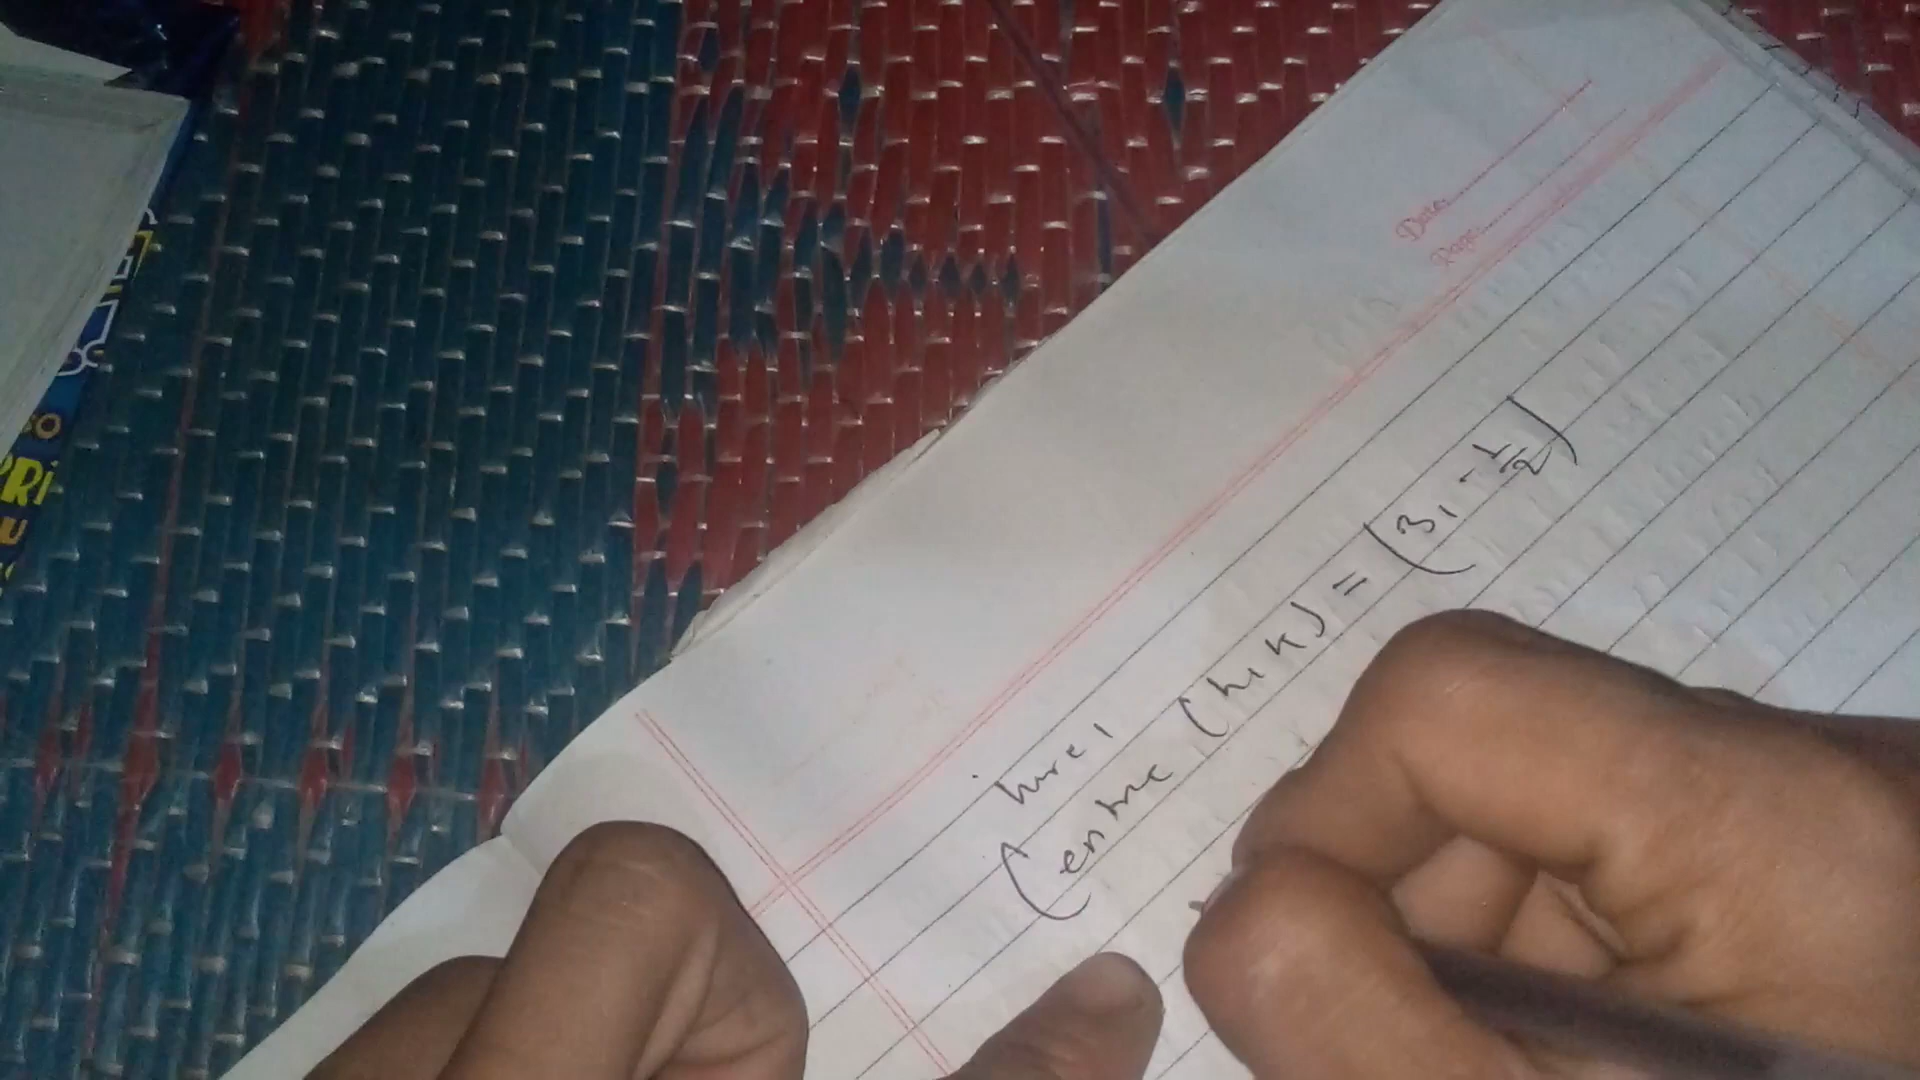 Date:
Page:
here,
Centre (h, k) = (3, -1/2)